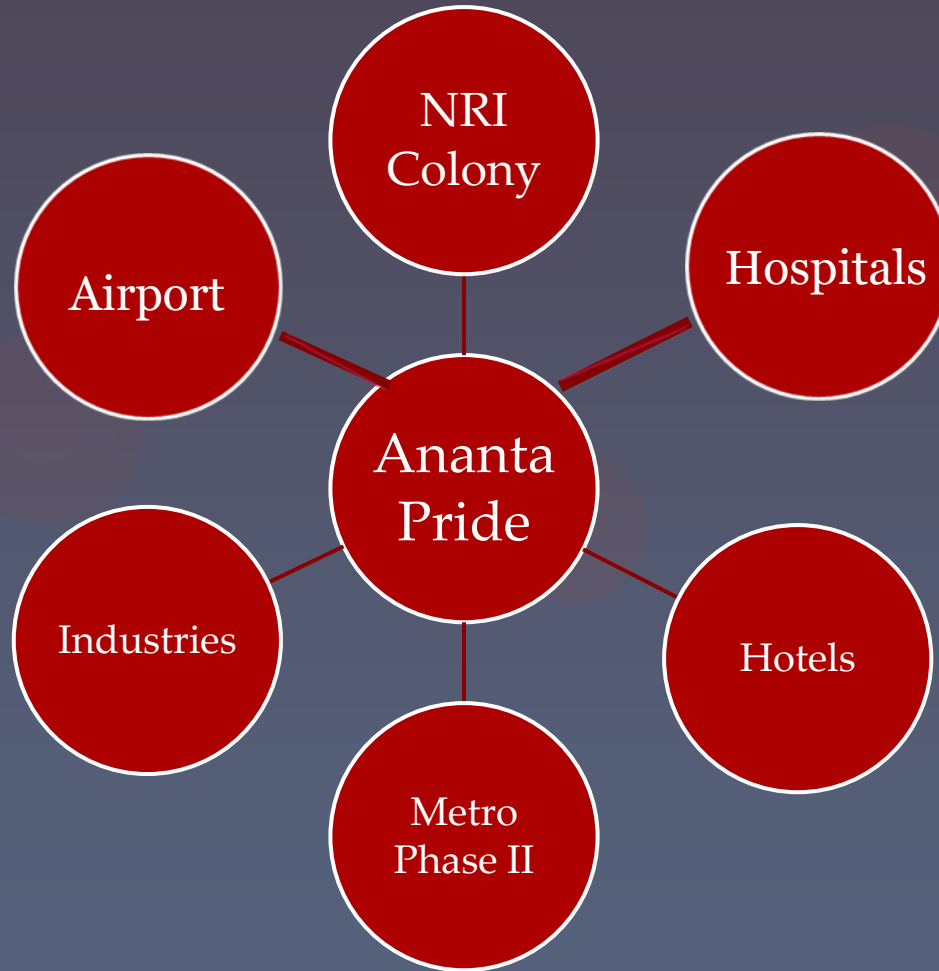 NRI
Colony
Hospitals
Airport
Ananta
Pride
Industries
Hotels
Metro
Phase II